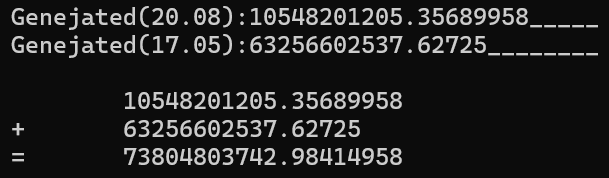 Genejated(20.08):10548201205.35689958_____
Genejated(17.05):63256602537.62725________
10548201205.35689958
+ 63256602537.62725
= 73804803742.98414958